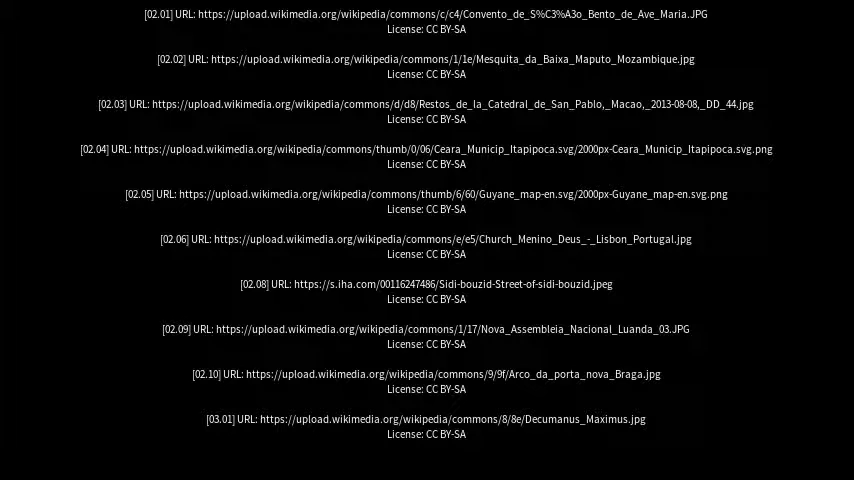 [02.01] URL: https://upload.wikimedia.org/wikipedia/commons/c/c4/Convento_de_S%C3%A3o_Bento_de_Ave_Maria.JPG
License: CC BY-SA
[02.02] URL: https://upload.wikimedia.org/wikipedia/commons/1/1e/Mesquita_da_Baixa_Maputo_Mozambique.jpg
License: CC BY-SA
[02.03] URL: https://upload.wikimedia.org/wikipedia/commons/d/d8/Restos_de_la_Catedral_de_San_Pablo,_Macao,_2013-08-08,_DD_44.jpg
License: CC BY-SA
[02.04] URL: https://upload.wikimedia.org/wikipedia/commons/thumb/0/06/Ceara_Municip_Itapipoca.svg/2000px-Ceara_Municip_Itapipoca.svg.png
License: CC BY-SA
[02.05] URL: https://upload.wikimedia.org/wikipedia/commons/thumb/6/60/Guyane_map-en.svg/2000px-Guyane_map-en.svg.png
License: CC BY-SA
[02.06] URL: https://upload.wikimedia.org/wikipedia/commons/e/e5/Church_Menino_Deus_-_Lisbon_Portugal.jpg
License: CC BY-SA
[02.08] URL: https://s.iha.com/00116247486/Sidi-bouzid-Street-of-sidi-bouzid.jpeg
License: CC BY-SA
[02.09] URL: https://upload.wikimedia.org/wikipedia/commons/1/17/Nova_Assembleia_Nacional_Luanda_03.JPG
License: CC BY-SA
[02.10] URL: https://upload.wikimedia.org/wikipedia/commons/9/9f/Arco_da_porta_nova_Braga.jpg
License: CC BY-SA
[03.01] URL: https://upload.wikimedia.org/wikipedia/commons/8/8e/Decumanus_Maximus.jpg
License: CC BY-SA